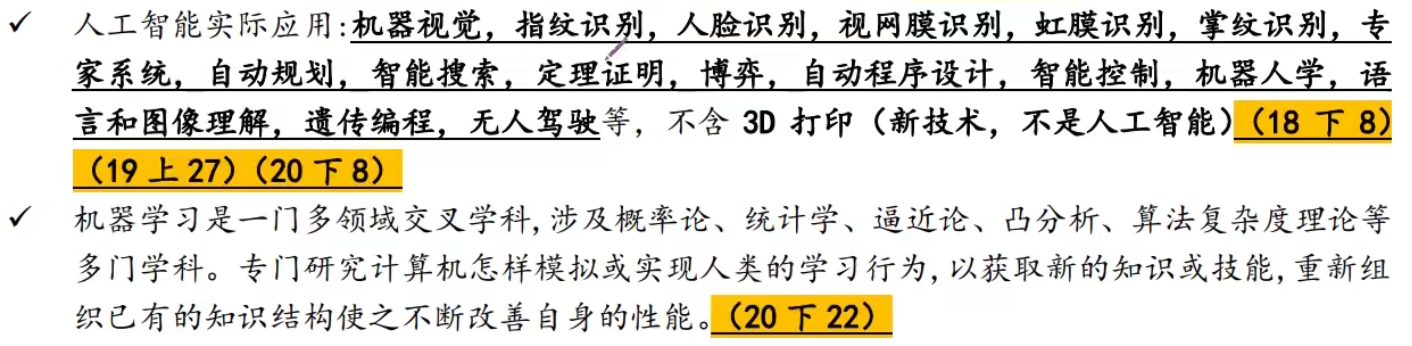 ✓ 人工智能实际应用:机器视觉，指纹识别，人脸识别，视网膜识别，虹膜识别，掌纹识别，专
家系统，自动规划，智能搜索，定理证明，博弈，自动程序设计，智能控制，机器人学，语
言和图像理解，遗传编程，无人驾驶等，不含 3D 打印（新技术，不是人工智能）（18 下 8）
（19 上 27）（20 下 8）
✓ 机器学习是一门多领域交叉学科,涉及概率论、统计学、逼近论、凸分析、算法复杂度理论等
多门学科。专门研究计算机怎样模拟或实现人类的学习行为,以获取新的知识或技能,重新组
织已有的知识结构使之不断改善自身的性能。（20 下 22）